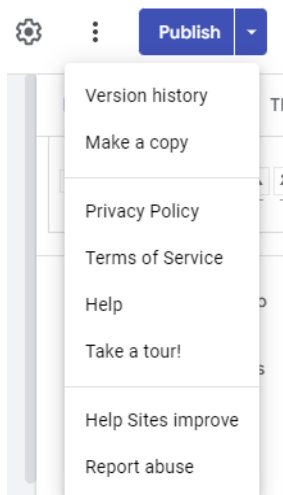 Publish
Version history
Make a copy
Privacy Policy
Terms of Service
Help
Take a tour!
Help Sites improve
Report abuse